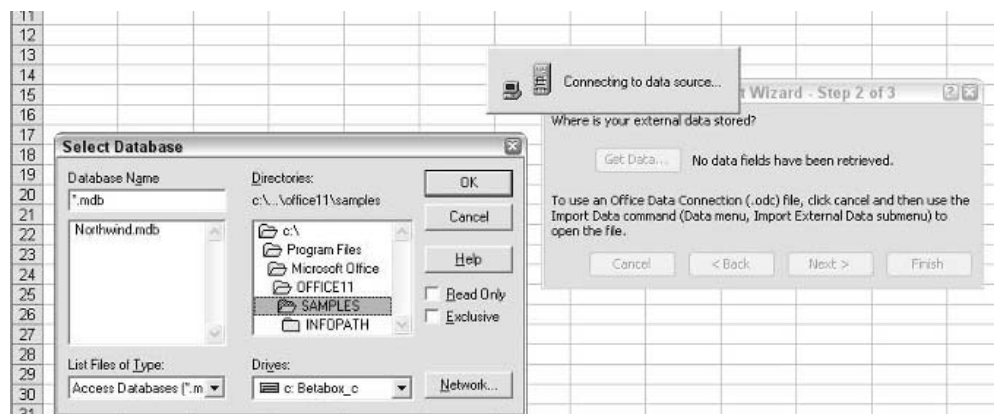 11
12
13
14
15
16
17
18
19
20
21
22
23
24
25
26
27
28
29
30
31
Connecting to data source...
t Wizard - Step 2 of 3
Where is your external data stored?
Get Data...
No data fields have been retrieved.
To use an Office Data Connection (.odc) file, click cancel and then use the
Import Data command (Data menu, Import External Data submenu) to
open the file.
Cancel
< Back
Next >
Finish
Select Database
Database Name
*.mdb
Northwind.mdb
List Files of Type:
Access Databases (*.m
Directories:
c:\...\office11\samples
c:\
Program Files
Microsoft Office
OFFICE11
SAMPLES
INFOPATH
Drives:
c: Betabox_c
OK
Cancel
Help
Read Only
Exclusive
Network...